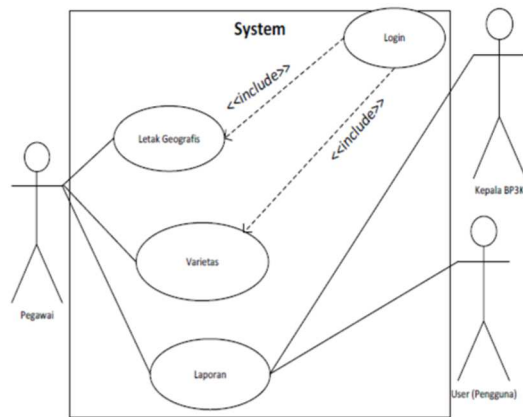 System
Login
<<include>>
Letak Geografis
<<include>>
Kepala BP3K
Varietas
Pegawai
Laporan
User (Pengguna)